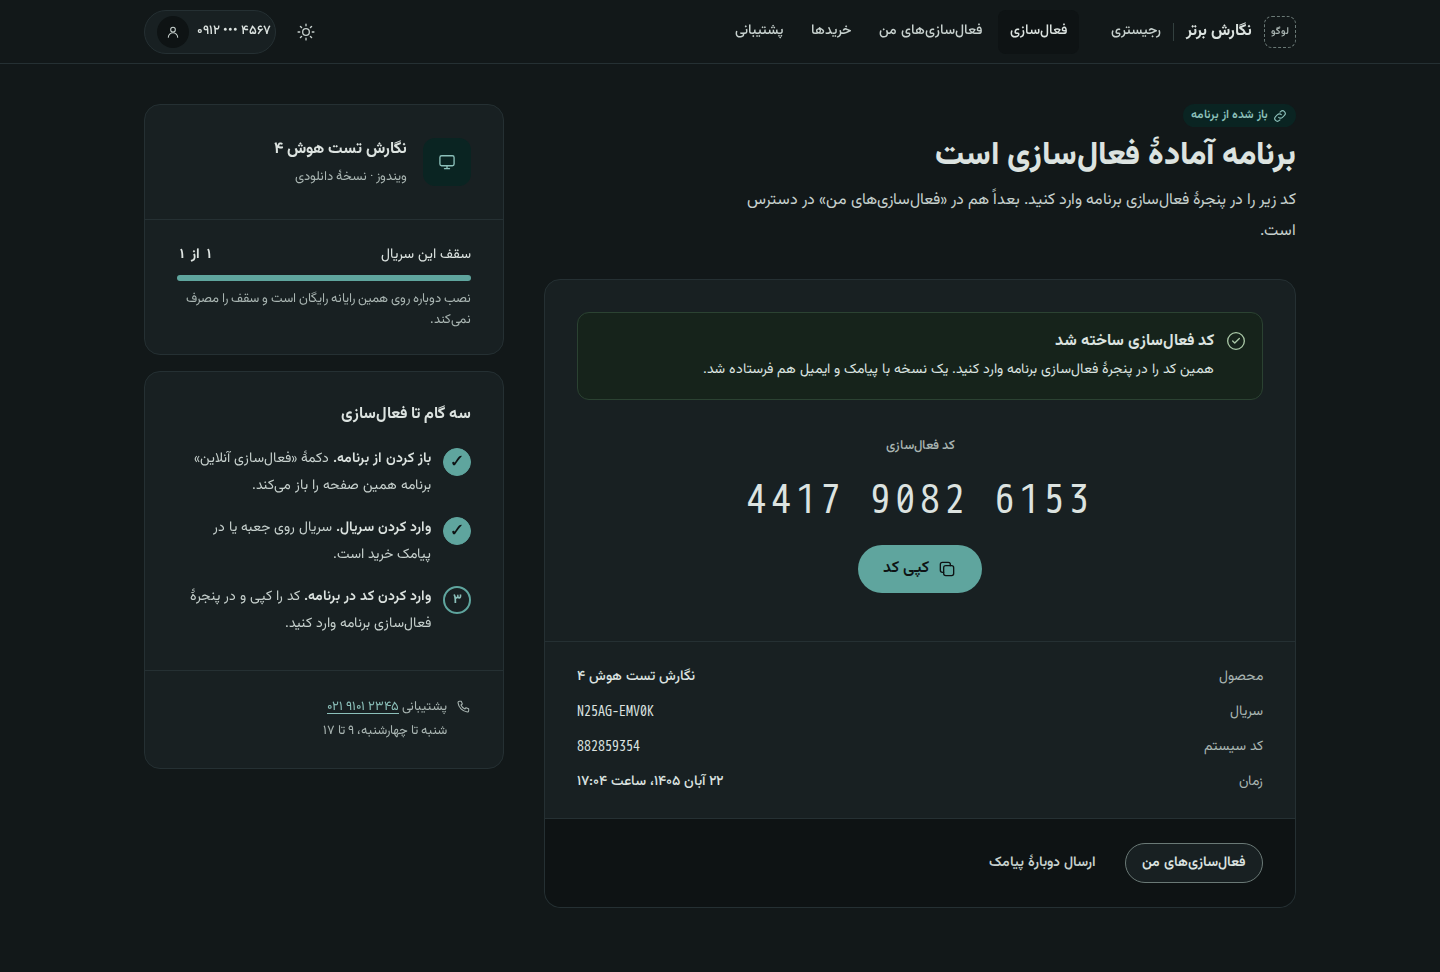 لوگو
نگارش برتر
رجیستری
فعال‌سازی
فعال‌سازی‌های من
خریدها
پشتیبانی
۰۹۱۲ ••• ۴۵۶۷
باز شده از برنامه
برنامه آمادهٔ فعال‌سازی است
کد زیر را در پنجرهٔ فعال‌سازی برنامه وارد کنید. بعداً هم در «فعال‌سازی‌های من» در دسترس
است.
کد فعال‌سازی ساخته شد
همین کد را در پنجرهٔ فعال‌سازی برنامه وارد کنید. یک نسخه با پیامک و ایمیل هم فرستاده شد.
کد فعال‌سازی
4417 9082 6153
کپی کد
محصول
نگارش تست هوش ۴
سریال
N25AG-EMV0K
کد سیستم
882859354
زمان
۲۲ آبان ۱۴۰۵، ساعت ۱۷:۰۴
فعال‌سازی‌های من
ارسال دوبارهٔ پیامک
نگارش تست هوش ۴
ویندوز · نسخهٔ دانلودی
سقف این سریال
۱ از ۱
نصب دوباره روی همین رایانه رایگان است و سقف را مصرف
نمی‌کند.
سه گام تا فعال‌سازی
✓
باز کردن از برنامه. دکمهٔ «فعال‌سازی آنلاین»
برنامه همین صفحه را باز می‌کند.
✓
وارد کردن سریال. سریال روی جعبه یا در
پیامک خرید است.
۳
وارد کردن کد در برنامه. کد را کپی و در پنجرهٔ
فعال‌سازی برنامه وارد کنید.
پشتیبانی ۰۲۱ ۹۱۰۱ ۲۳۴۵
شنبه تا چهارشنبه، ۹ تا ۱۷